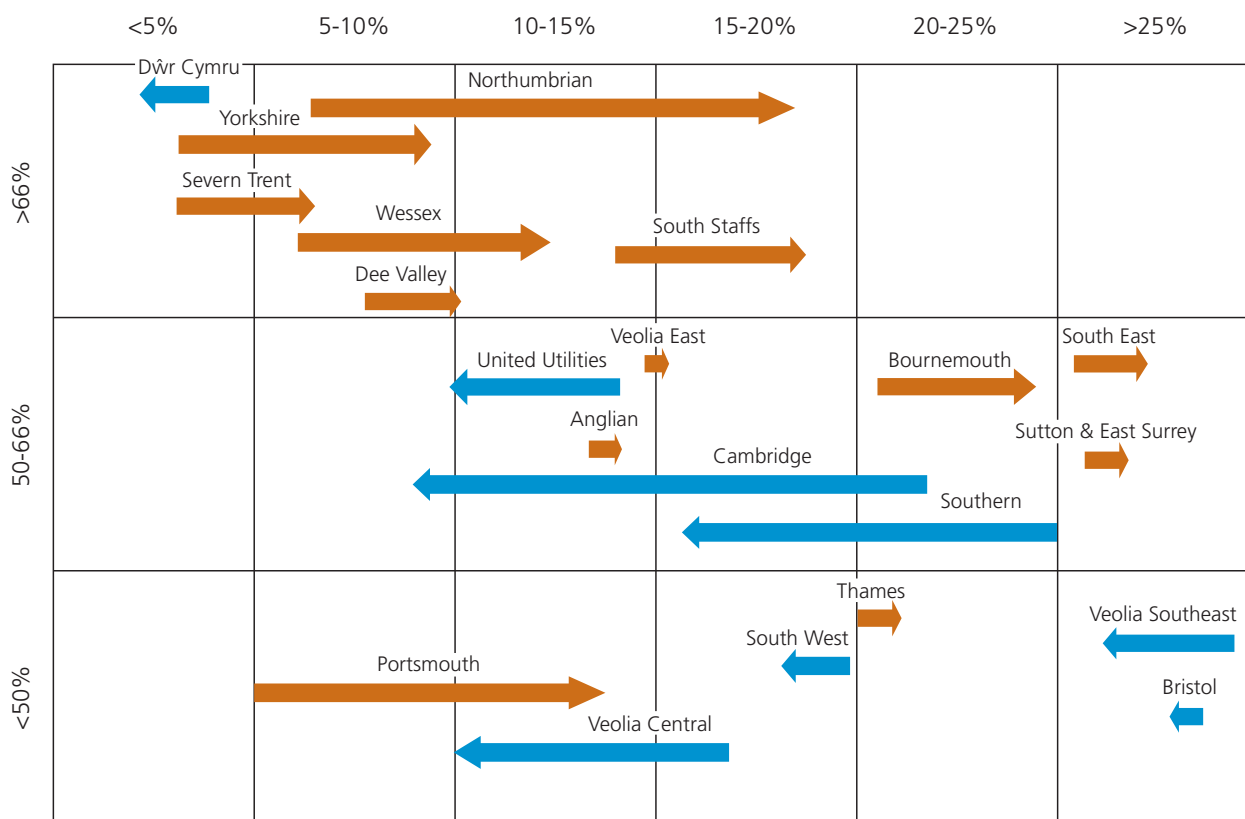 <5% 5-10% 10-15% 15-20% 20-25% >25%
>66%
Dŵr Cymru
Northumbrian
Yorkshire
Severn Trent
Wessex
South Staffs
Dee Valley
50-66%
Veolia East
South East
United Utilities
Bournemouth
Anglian
Sutton & East Surrey
Cambridge
Southern
<50%
Thames
Veolia Southeast
South West
Portsmouth
Bristol
Veolia Central